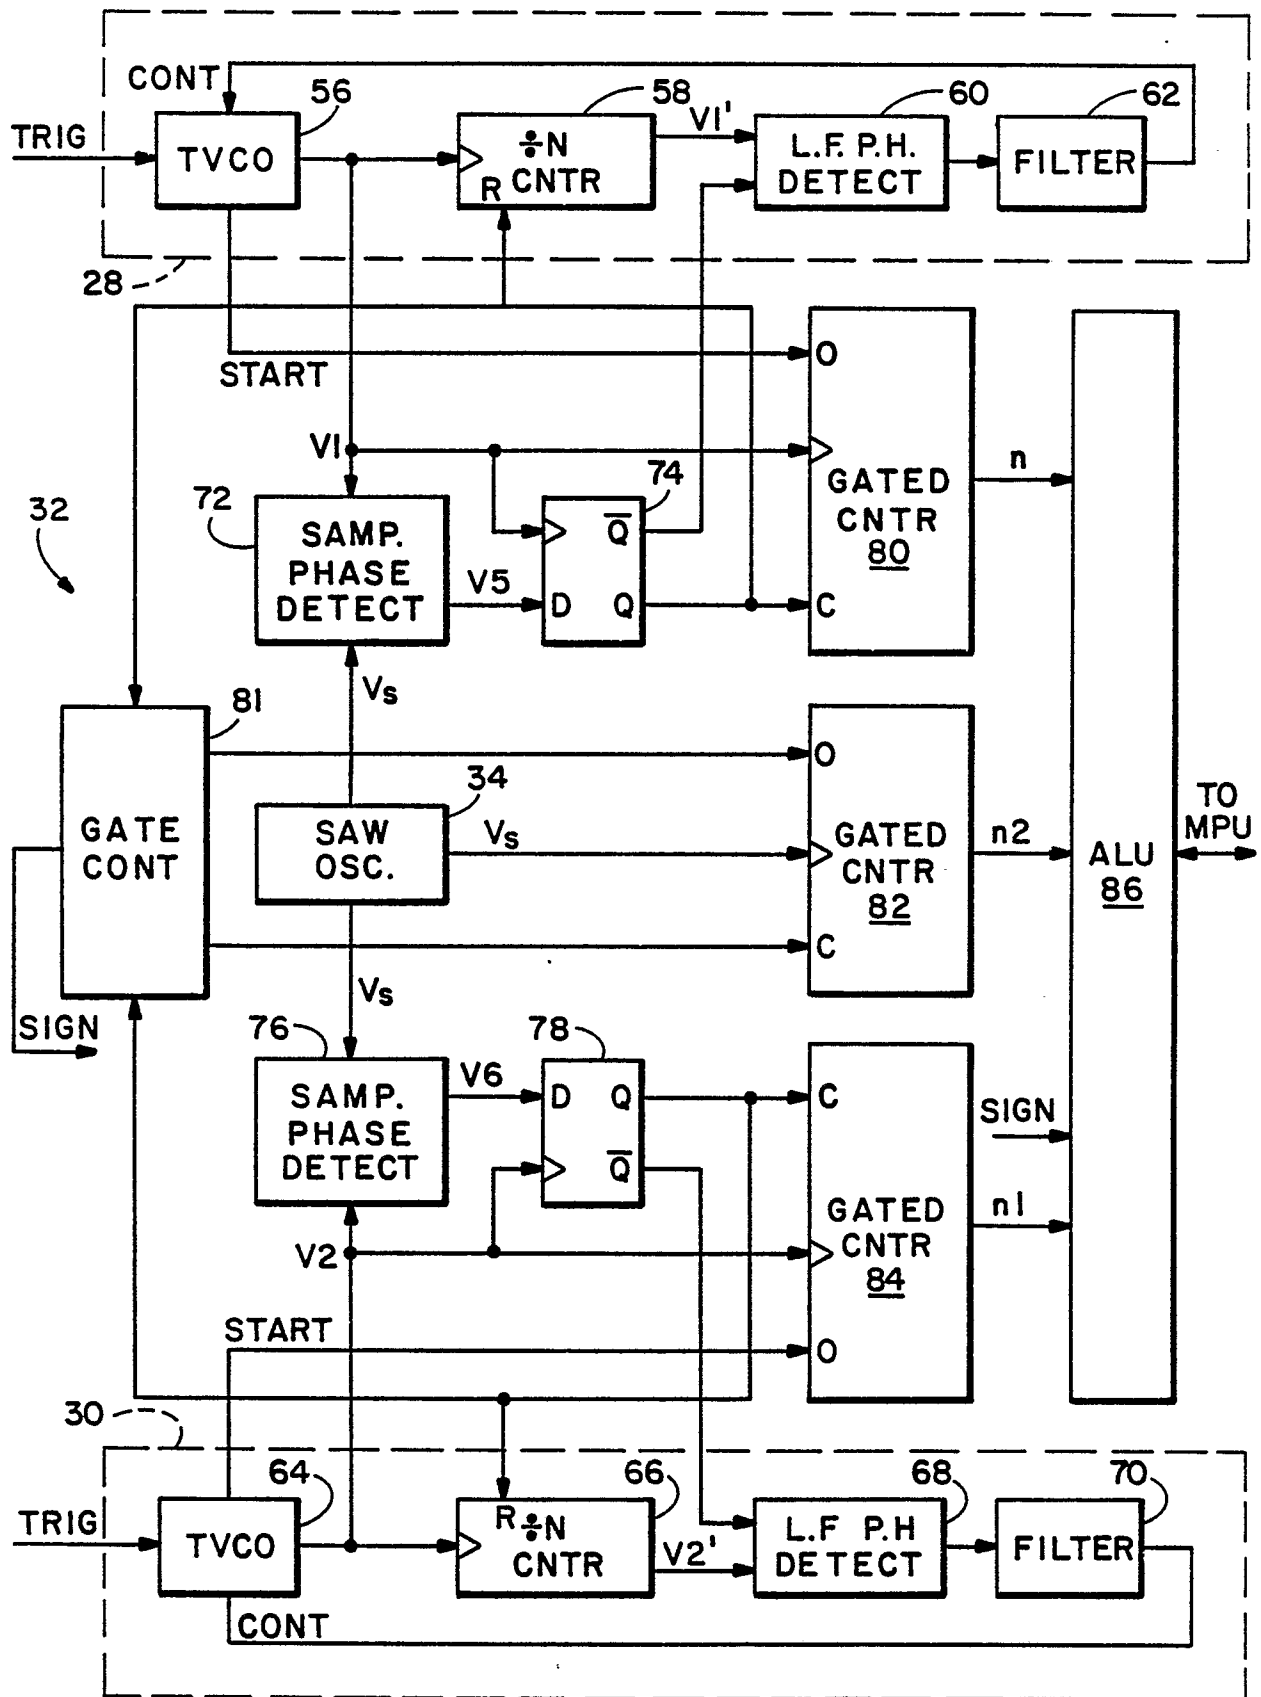 CONT
56
58
V1'
60
62
TRIG
TVCO
÷N
CNTR
R
L.F. P.H.
DETECT
FILTER
28
START
O
V1
74
n
72
32
SAMP.
PHASE
DETECT
V5
D
Q̅
Q
GATED
CNTR
80
C
Vs
81
34
GATE
CONT
SAW
OSC.
Vs
O
GATED
CNTR
82
C
n2
ALU
86
TO
MPU
SIGN
Vs
76
78
V6
SAMP.
PHASE
DETECT
D
Q
Q̅
C
SIGN
GATED
CNTR
84
n1
V2
START
O
30
64
66
68
70
TRIG
TVCO
R
÷N
CNTR
V2'
L.F P.H
DETECT
FILTER
CONT